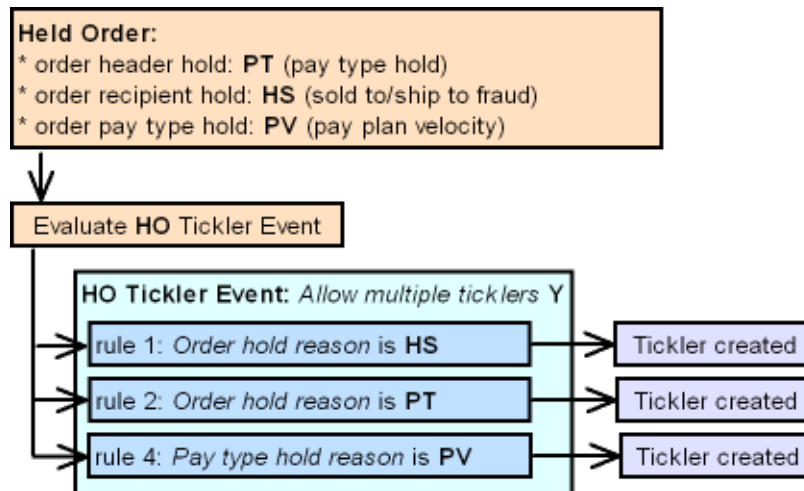 Held Order:
* order header hold: PT (pay type hold)
* order recipient hold: HS (sold to/ship to fraud)
* order pay type hold: PV (pay plan velocity)
Evaluate HO Tickler Event
HO Tickler Event: Allow multiple ticklers Y
rule 1: Order hold reason is HS
Tickler created
rule 2: Order hold reason is PT
Tickler created
rule 4: Pay type hold reason is PV
Tickler created